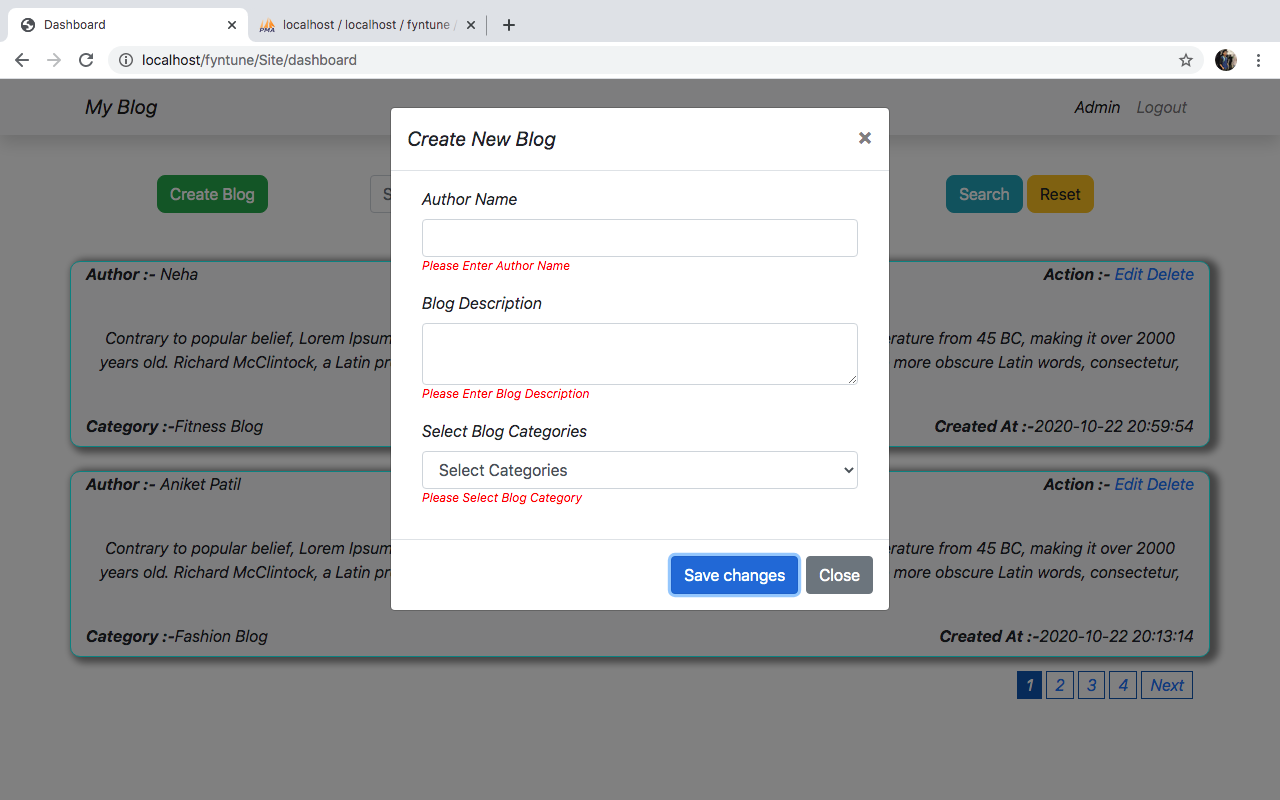 Dashboard
localhost / localhost / fyntune /
localhost/fyntune/Site/dashboard
My Blog
Admin Logout
Create New Blog
Create Blog
S
Search
Reset
Author Name
Please Enter Author Name
Author :- Neha
Action :- Edit Delete
Blog Description
Contrary to popular belief, Lorem Ipsum
erature from 45 BC, making it over 2000
years old. Richard McClintock, a Latin pr
more obscure Latin words, consectetur,
Please Enter Blog Description
Category :-Fitness Blog
Created At :-2020-10-22 20:59:54
Select Blog Categories
Select Categories
Please Select Blog Category
Author :- Aniket Patil
Action :- Edit Delete
Contrary to popular belief, Lorem Ipsum
erature from 45 BC, making it over 2000
years old. Richard McClintock, a Latin pr
more obscure Latin words, consectetur,
Save changes
Close
Category :-Fashion Blog
Created At :-2020-10-22 20:13:14
1 2 3 4 Next